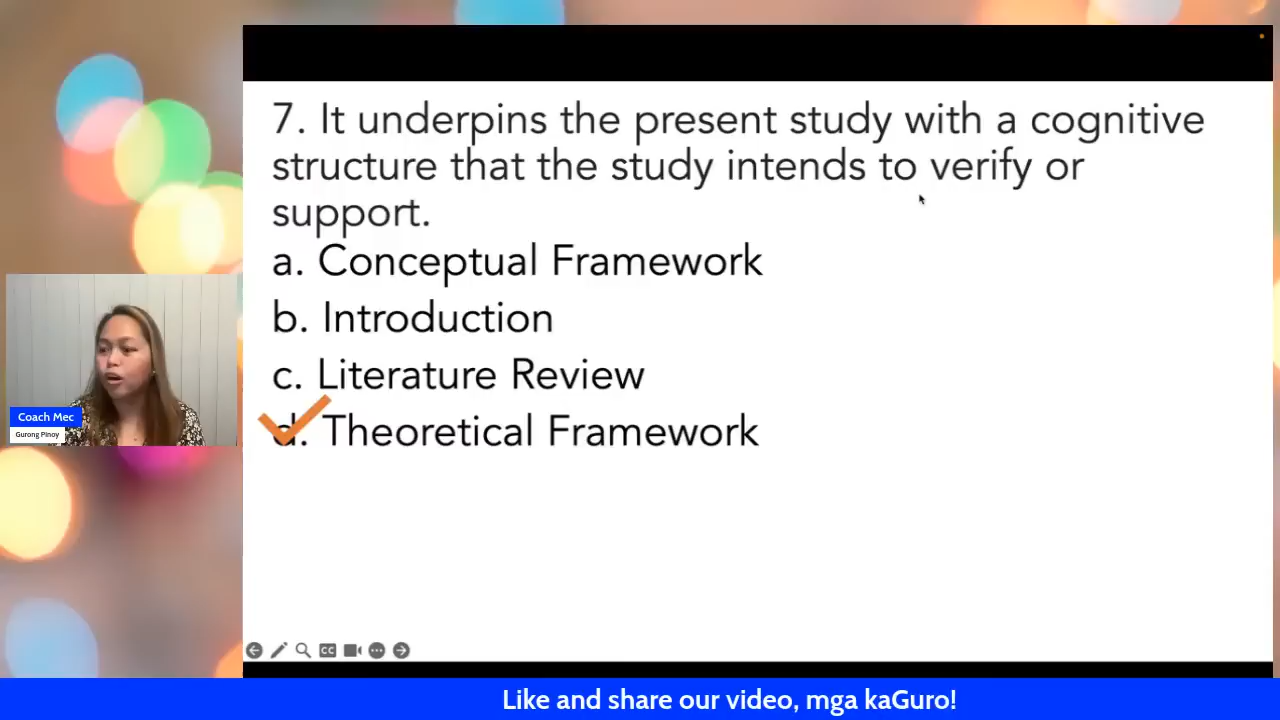 7. It underpins the present study with a cognitive
structure that the study intends to verify or
support.
a. Conceptual Framework
b. Introduction
c. Literature Review
d. Theoretical Framework
Coach Mec
Gurong Pinoy
CC
Like and share our video, mga kaGuro!